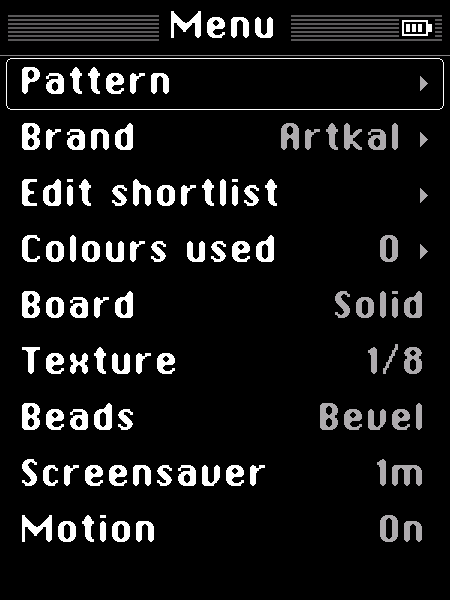 Menu
Pattern
Brand Artkal
Edit shortlist
Colours used 0
Board Solid
Texture 1/8
Beads Bevel
Screensaver 1m
Motion On